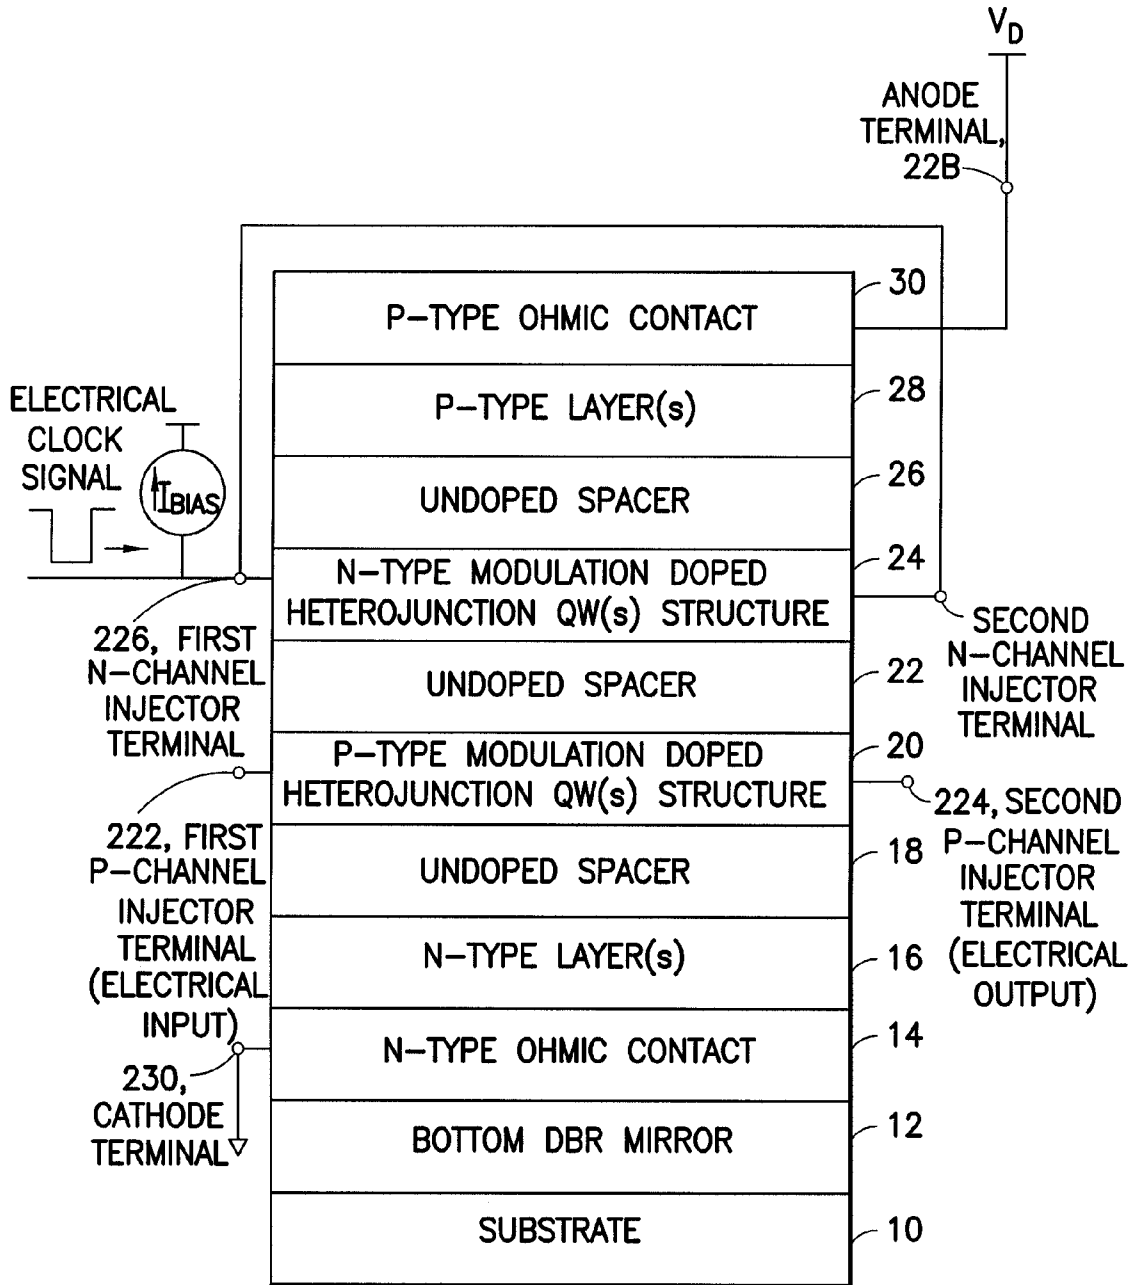 V_D
ANODE
TERMINAL,
22B
30
P-TYPE OHMIC CONTACT
28
P-TYPE LAYER(s)
ELECTRICAL
CLOCK
SIGNAL
I_BIAS
26
UNDOPED SPACER
24
N-TYPE MODULATION DOPED
HETEROJUNCTION QW(s) STRUCTURE
226, FIRST
N-CHANNEL
INJECTOR
TERMINAL
SECOND
N-CHANNEL
INJECTOR
TERMINAL
22
UNDOPED SPACER
20
P-TYPE MODULATION DOPED
HETEROJUNCTION QW(s) STRUCTURE
222, FIRST
P-CHANNEL
INJECTOR
TERMINAL
(ELECTRICAL
INPUT)
224, SECOND
P-CHANNEL
INJECTOR
TERMINAL
(ELECTRICAL
OUTPUT)
18
UNDOPED SPACER
16
N-TYPE LAYER(s)
14
N-TYPE OHMIC CONTACT
230,
CATHODE
TERMINAL
12
BOTTOM DBR MIRROR
10
SUBSTRATE